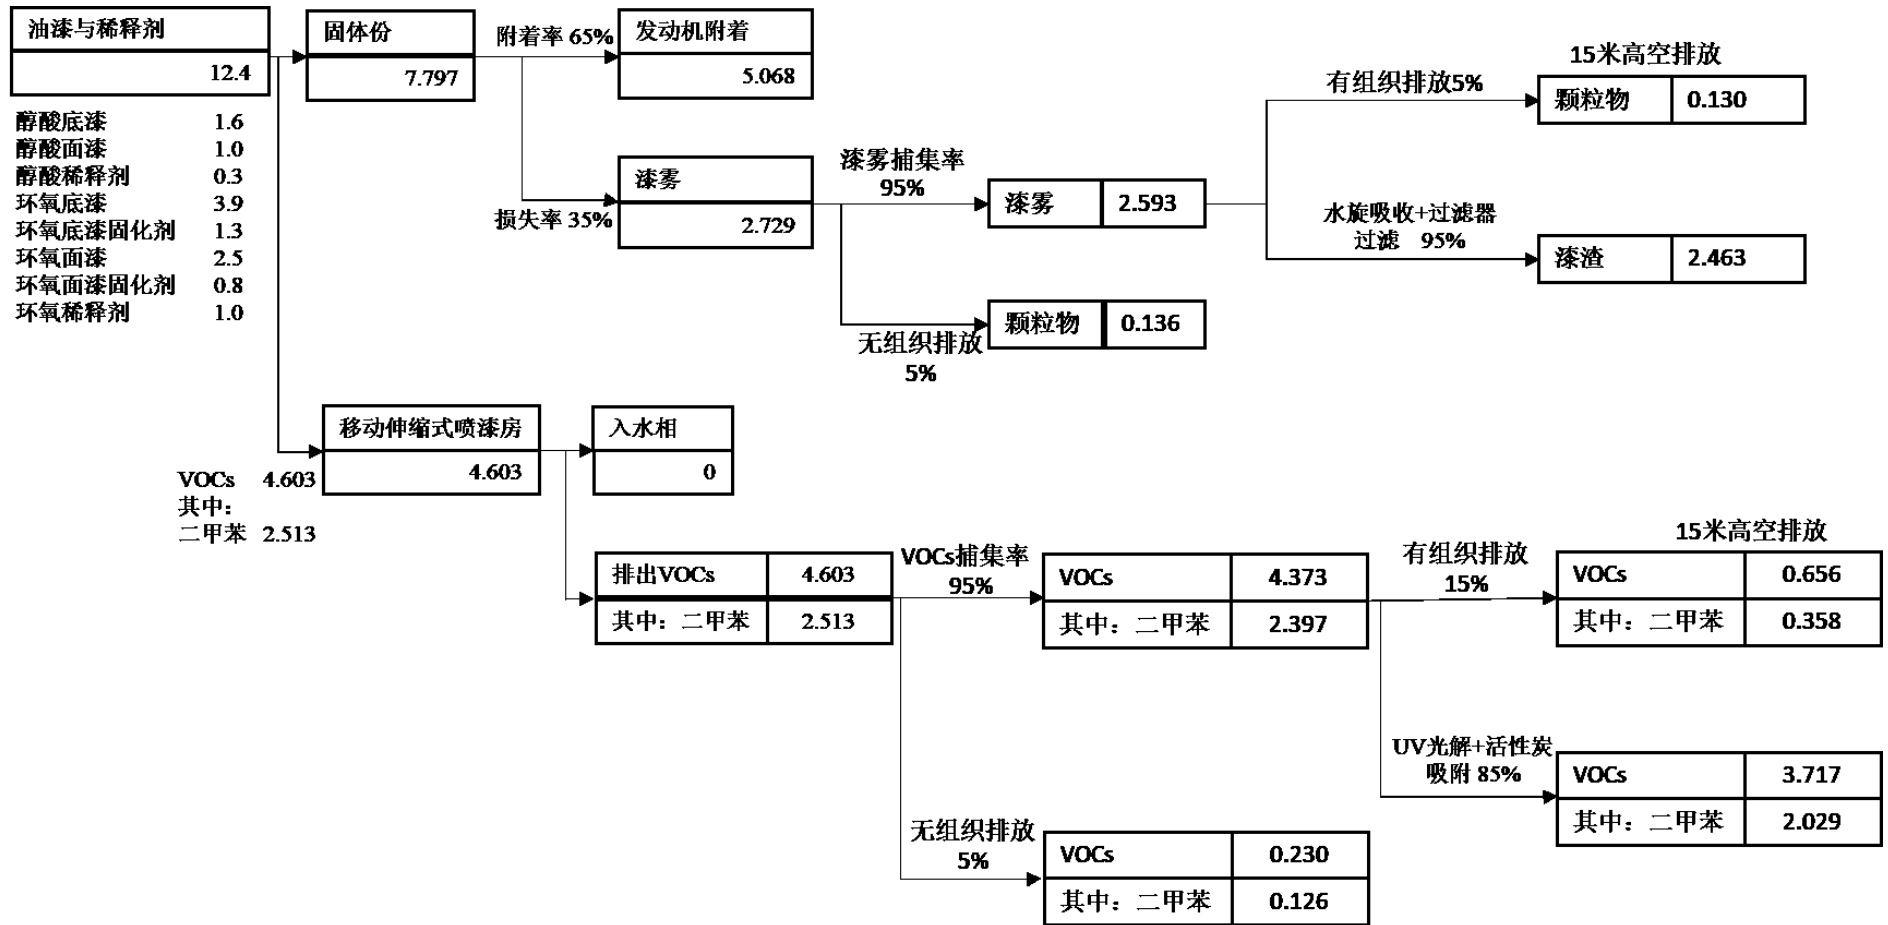 油漆与稀释剂
12.4
醇酸底漆 1.6
醇酸面漆 1.0
醇酸稀释剂 0.3
环氧底漆 3.9
环氧底漆固化剂 1.3
环氧面漆 2.5
环氧面漆固化剂 0.8
环氧稀释剂 1.0
固体份
7.797
附着率 65%
发动机附着
5.068
损失率 35%
漆雾
2.729
漆雾捕集率
95%
漆雾 2.593
无组织排放
5%
颗粒物 0.136
有组织排放5%
15米高空排放
颗粒物 0.130
水旋吸收+过滤器
过滤 95%
漆渣 2.463
VOCs 4.603
其中：
二甲苯 2.513
移动伸缩式喷漆房
4.603
入水相
0
排出VOCs 4.603
其中：二甲苯 2.513
VOCs捕集率
95%
VOCs 4.373
其中：二甲苯 2.397
无组织排放
5%
VOCs 0.230
其中：二甲苯 0.126
有组织排放
15%
15米高空排放
VOCs 0.656
其中：二甲苯 0.358
UV光解+活性炭
吸附 85%
VOCs 3.717
其中：二甲苯 2.029